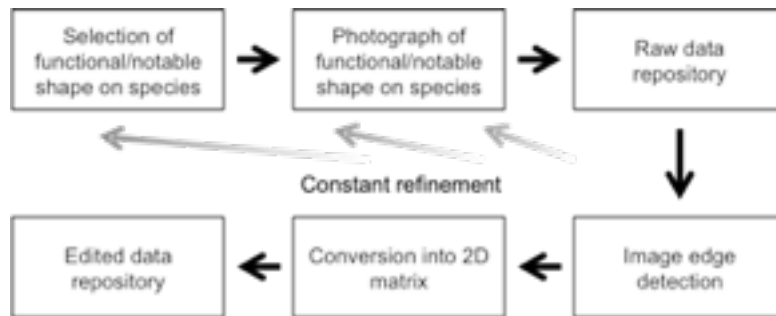 Selection of
functional/notable
shape on species
Photograph of
functional/notable
shape on species
Raw data
repository
Constant refinement
Edited data
repository
Conversion into 2D
matrix
Image edge
detection